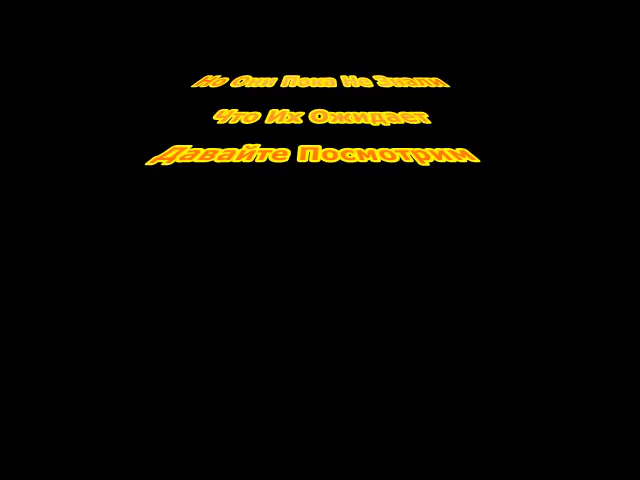 Но Они Пока Не Знали
Что Их Ожидает
Давайте Посмотрим